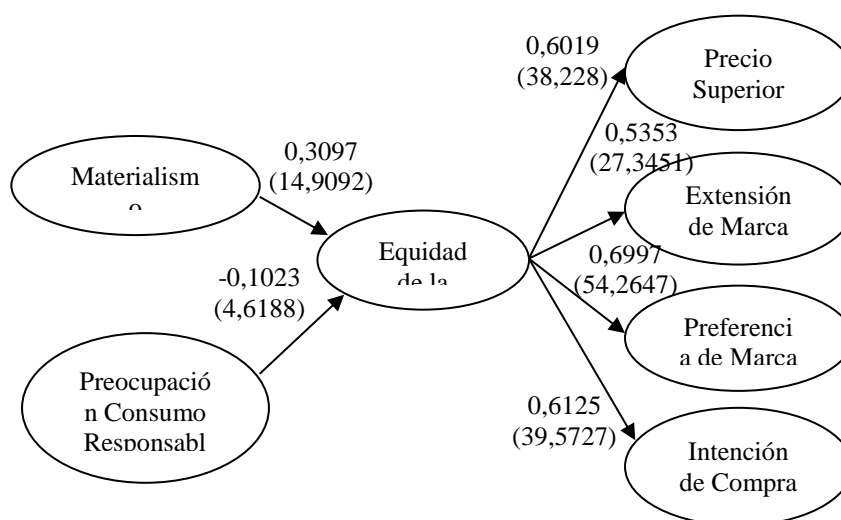 0,6019
(38,228)
Precio
Superior
0,3097
(14,9092)
0,5353
(27,3451)
Materialism
o
Extensión
de Marca
Equidad
de la
0,6997
(54,2647)
-0,1023
(4,6188)
Preferenci
a de Marca
Preocupació
n Consumo
Responsabl
0,6125
(39,5727)
Intención
de Compra